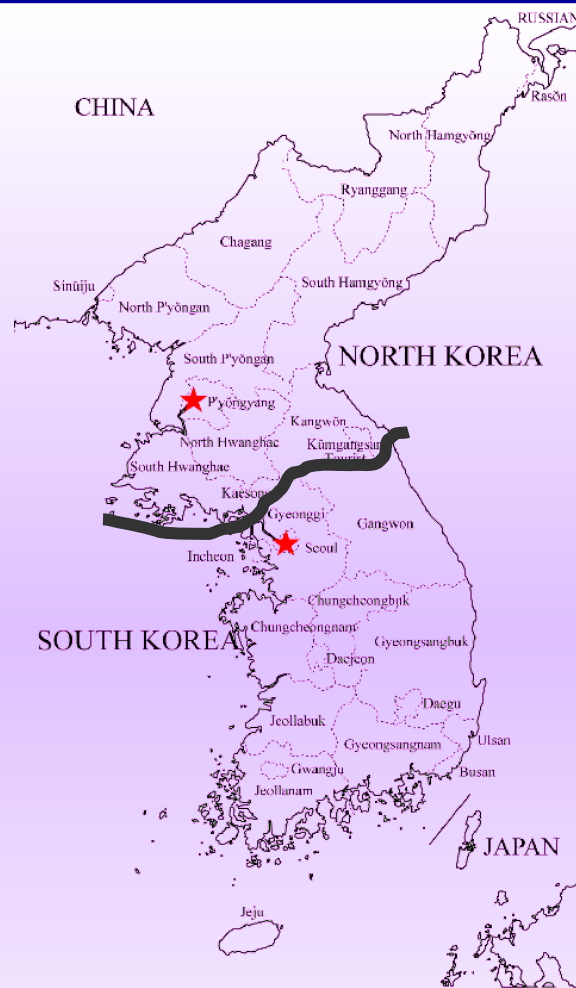 RUSSIAN
CHINA
Rasŏn
North Hamgyŏng
Ryanggang
Chagang
South Hamgyŏng
Sinŭiju
North P'yŏngan
South P'yŏngan
NORTH KOREA
P'yŏngyang
Kangwŏn
North Hwanghae
Kŭmgangsan
Tourist
South Hwanghae
Kaesong
Gyeonggi
Gangwon
Seoul
Incheon
Chungcheongbuk
Chungcheongnam
SOUTH KOREA
Gyeongsangbuk
Daejeon
Daegu
Jeollabuk
Gyeongsangnam
Ulsan
Gwangju
Busan
Jeollanam
JAPAN
Jeju